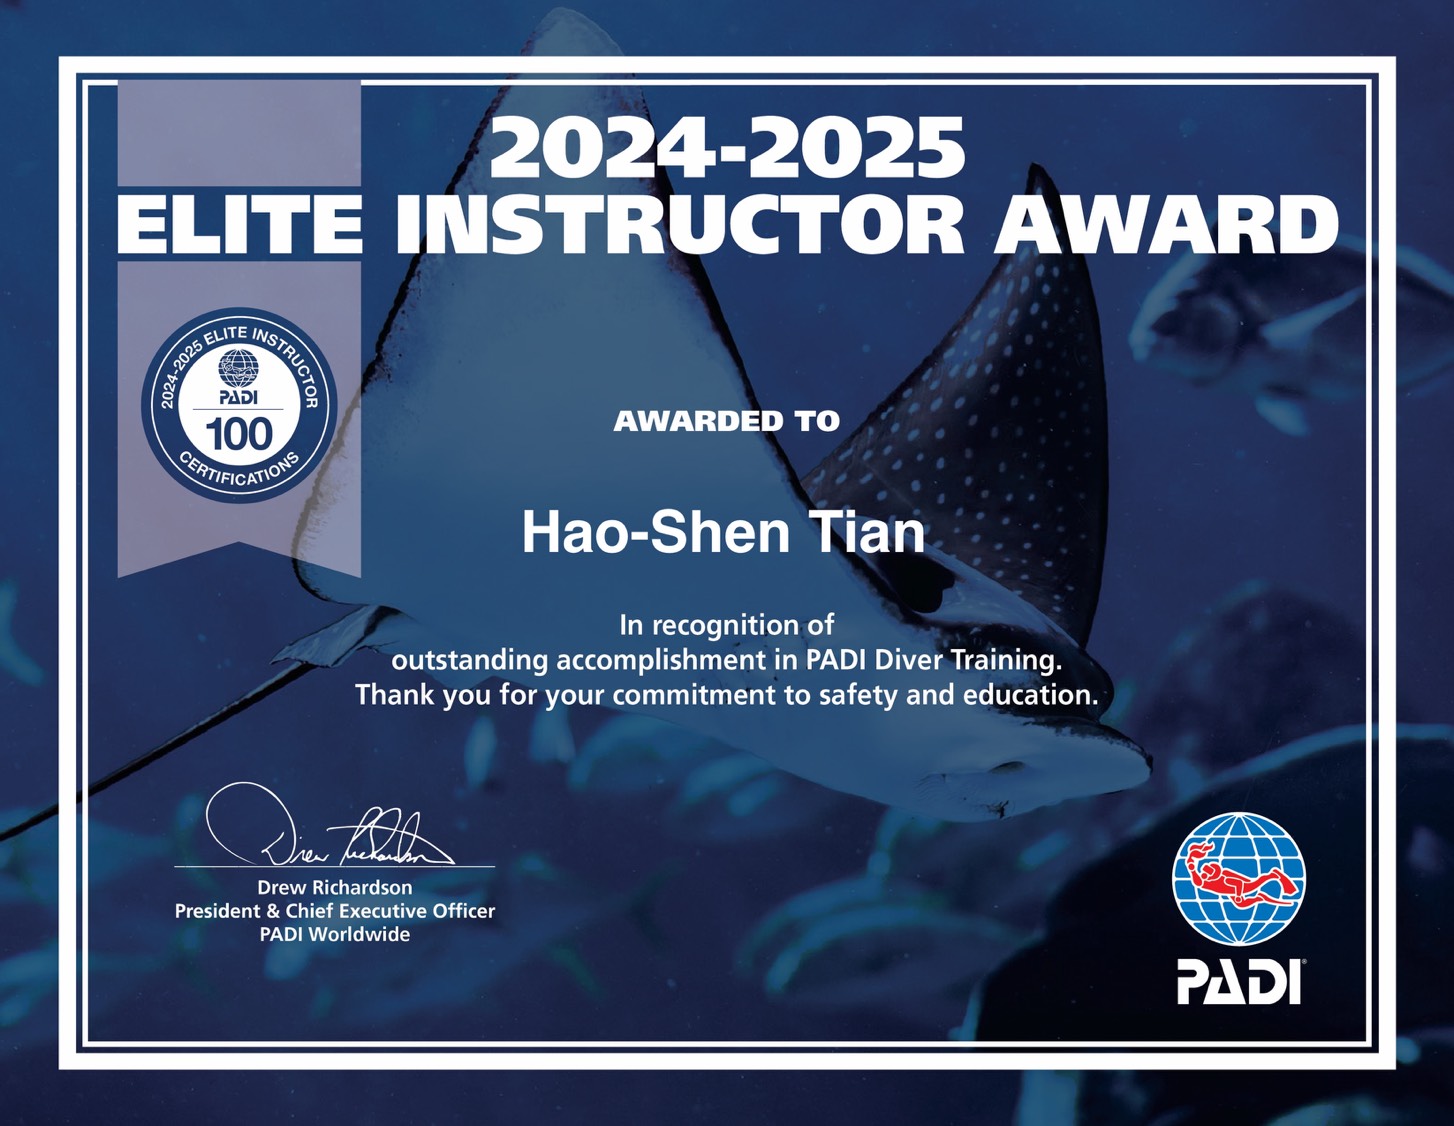 2024-2025
ELITE INSTRUCTOR AWARD
2024-2025 ELITE INSTRUCTOR
PADI
100
CERTIFICATIONS
AWARDED TO
Hao-Shen Tian
In recognition of
outstanding accomplishment in PADI Diver Training.
Thank you for your commitment to safety and education.
Drew Richardson
Drew Richardson
President & Chief Executive Officer
PADI Worldwide
PADI®